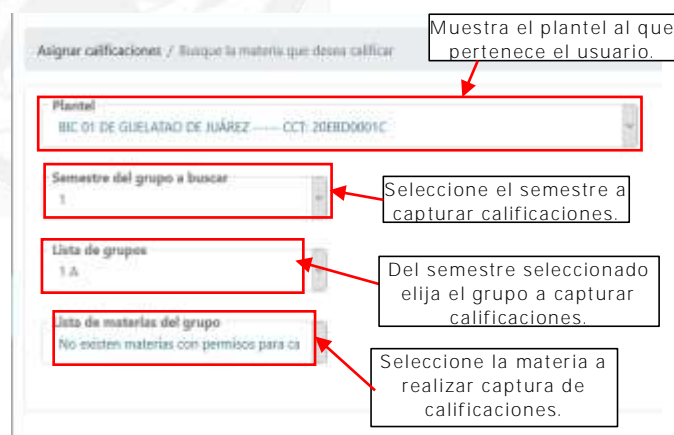 Muestra el plantel al que
pertenece el usuario.
Asignar calificaciones / Busque la materia que desea calificar
Plantel
BIC 01 DE GUELATAO DE JUÁREZ ------ CCT: 20EBD0001C
Semestre del grupo a buscar
1
Seleccione el semestre a
capturar calificaciones.
Lista de grupos
1 A
Del semestre seleccionado
elija el grupo a capturar
calificaciones.
Lista de materias del grupo
No existen materias con permisos para ca
Seleccione la materia a
realizar captura de
calificaciones.